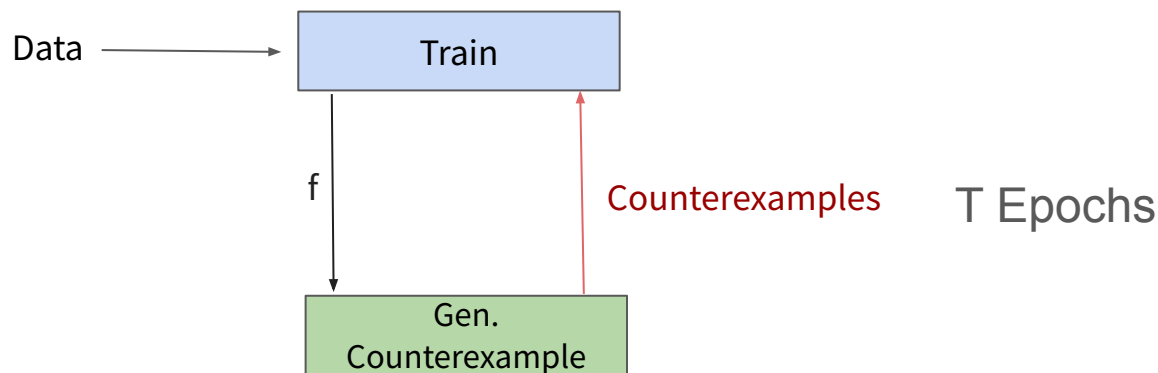 Data
Train
f
Counterexamples
T Epochs
Gen.
Counterexample